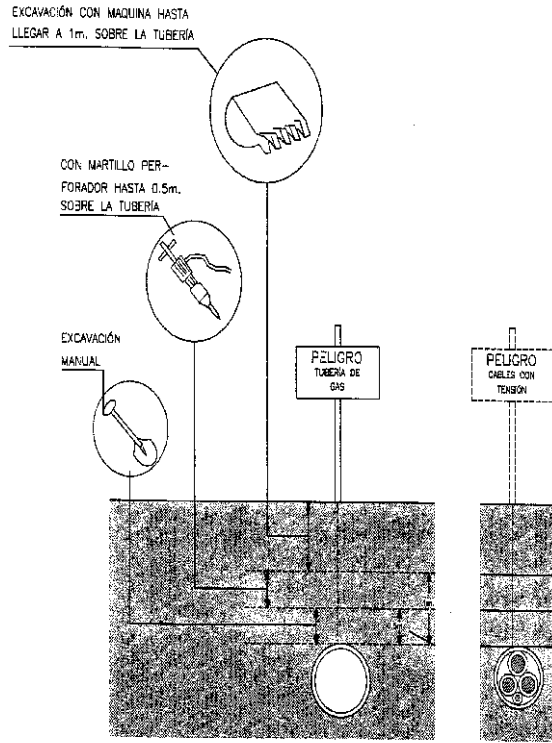 EXCAVACIÓN CON MAQUINA HASTA
LLEGAR A 1m. SOBRE LA TUBERÍA
CON MARTILLO PER-
FORADOR HASTA 0.5m.
SOBRE LA TUBERÍA
EXCAVACIÓN
MANUAL
PELIGRO
TUBERÍA DE
GAS
PELIGRO
CABLES CON
TENSIÓN